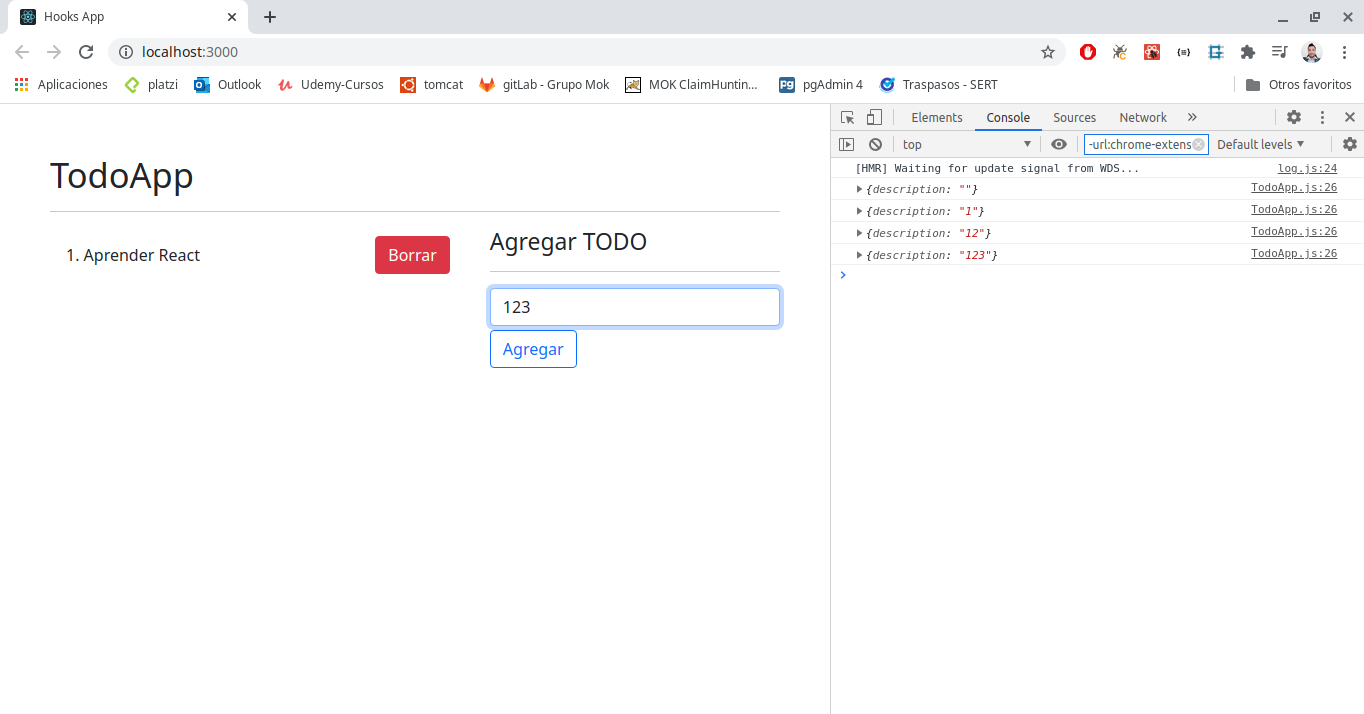 Hooks App
localhost:3000
Aplicaciones platzi Outlook Udemy-Cursos tomcat gitLab - Grupo Mok MOK ClaimHuntin... pgAdmin 4 Traspasos - SERT Otros favoritos
TodoApp
1. Aprender React
Borrar
Agregar TODO
123
Agregar
Elements Console Sources Network
top -url:chrome-extens Default levels
[HMR] Waiting for update signal from WDS... log.js:24
{description: ""} TodoApp.js:26
{description: "1"} TodoApp.js:26
{description: "12"} TodoApp.js:26
{description: "123"} TodoApp.js:26